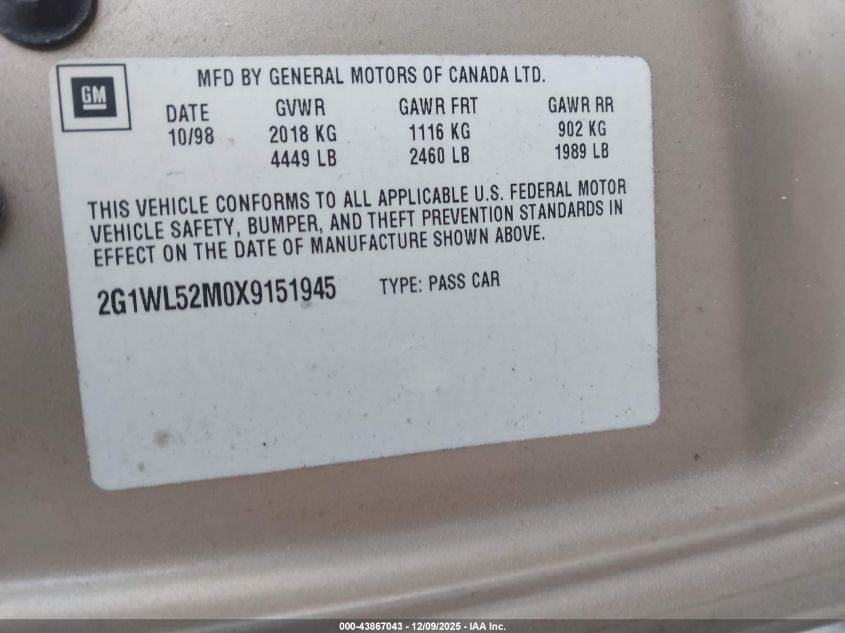 GM
MFD BY GENERAL MOTORS OF CANADA LTD.
DATE GVWR GAWR FRT GAWR RR
10/98 2018 KG 1116 KG 902 KG
4449 LB 2460 LB 1989 LB
THIS VEHICLE CONFORMS TO ALL APPLICABLE U.S. FEDERAL MOTOR
VEHICLE SAFETY, BUMPER, AND THEFT PREVENTION STANDARDS IN
EFFECT ON THE DATE OF MANUFACTURE SHOWN ABOVE.
2G1WL52M0X9151945 TYPE: PASS CAR
000-43867043 - 12/09/2025 - IAA Inc.